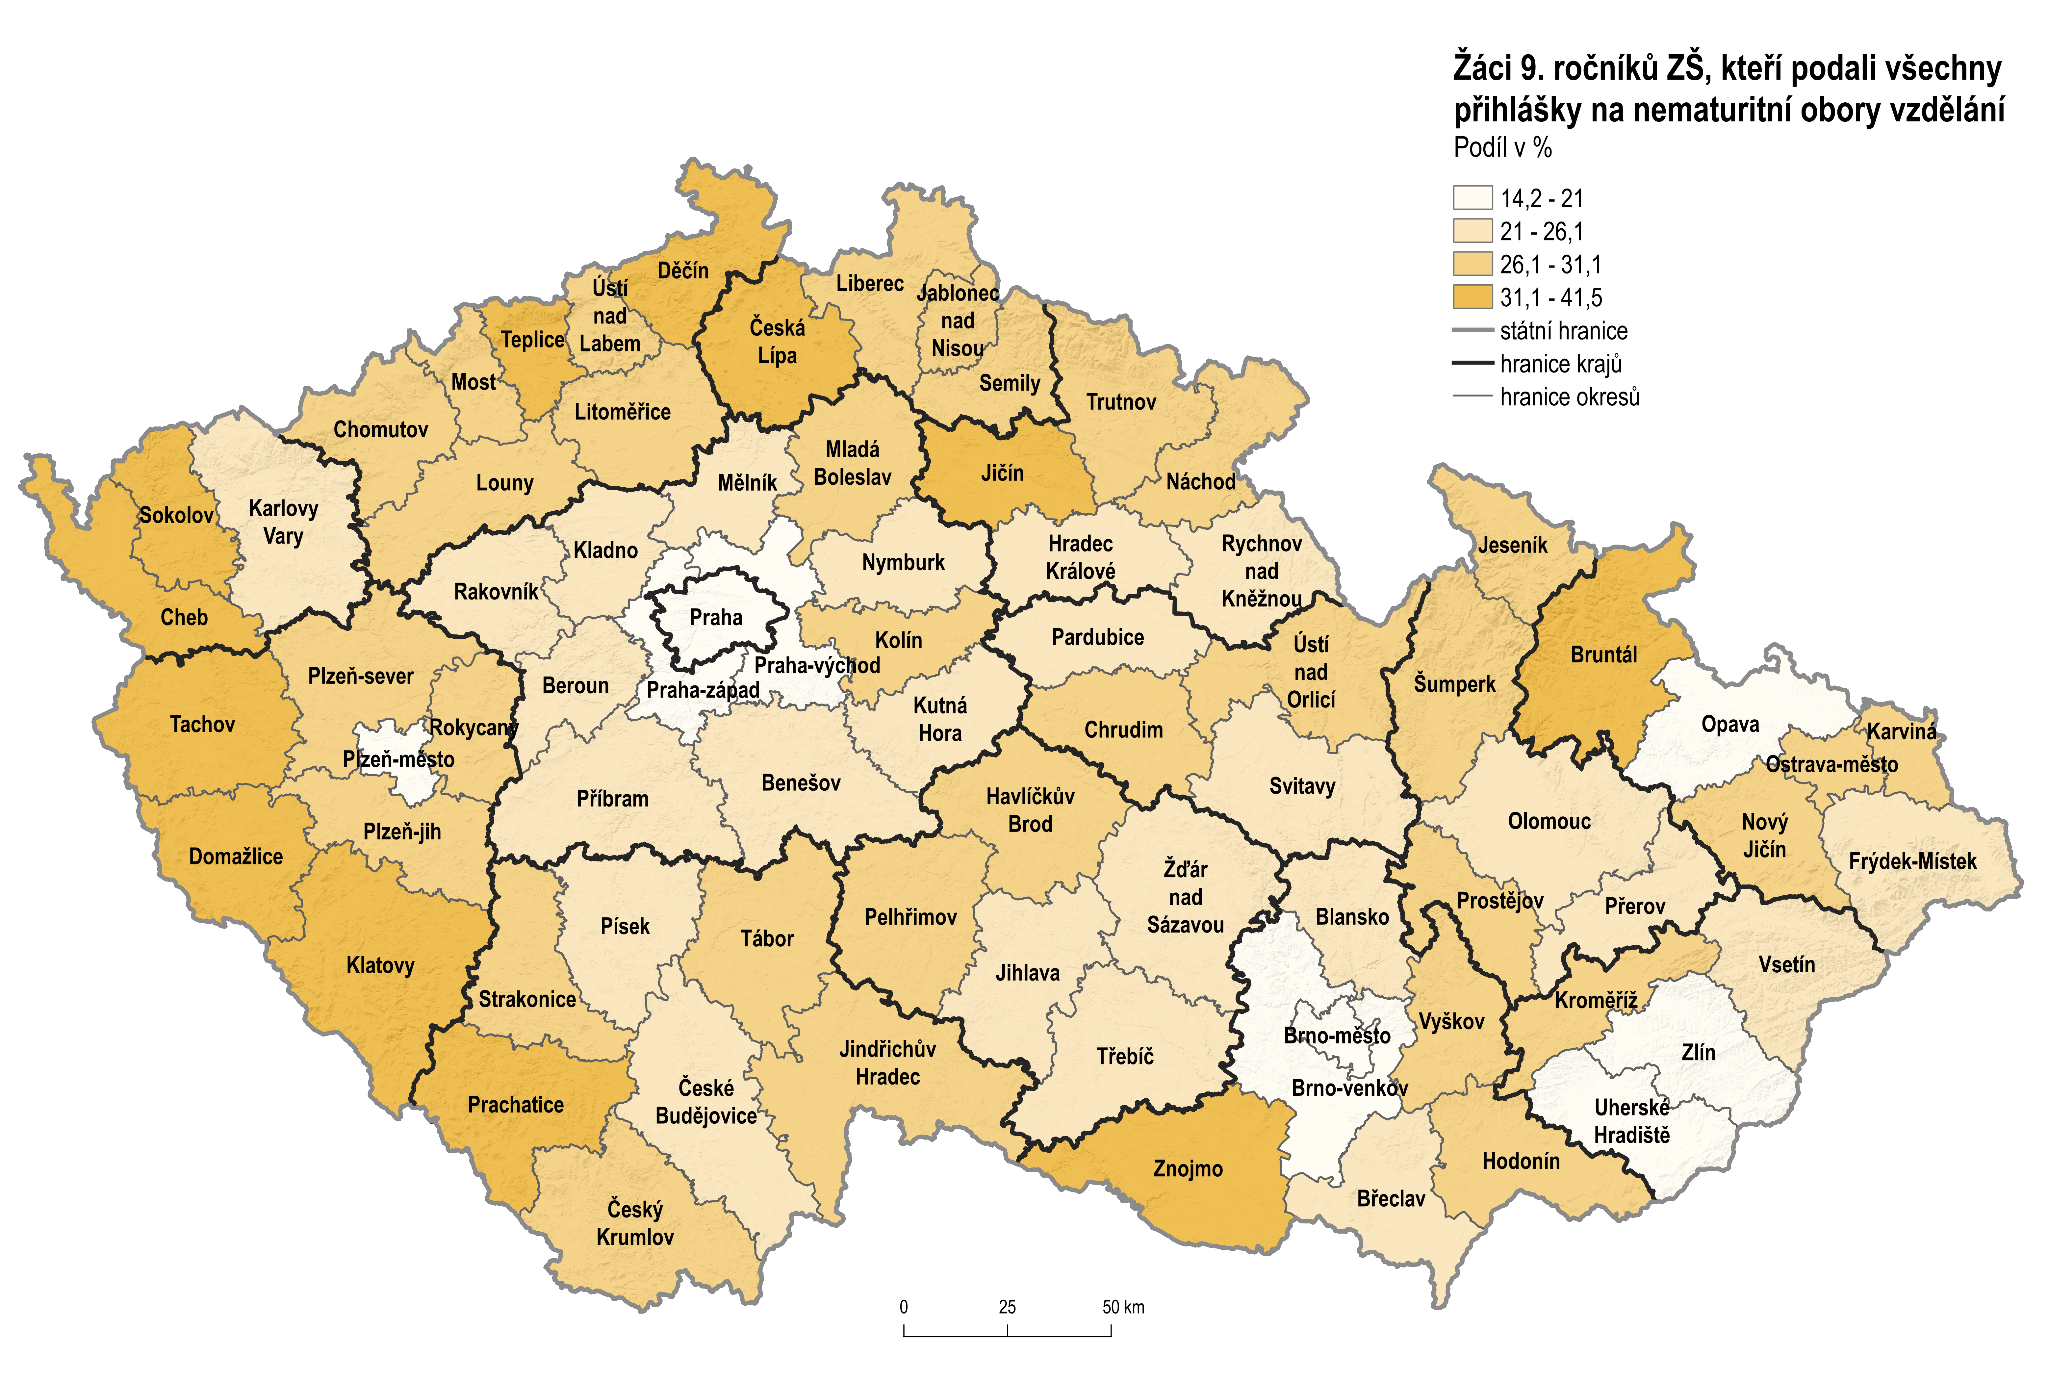 Žáci 9. ročníků ZŠ, kteří podali všechny
přihlášky na nematuritní obory vzdělání
Podíl v %
14,2 - 21
21 - 26,1
26,1 - 31,1
31,1 - 41,5
státní hranice
hranice krajů
hranice okresů
Děčín
Ústí
nad
Labem
Teplice
Česká
Lípa
Liberec
Jablonec
nad
Nisou
Semily
Most
Litoměřice
Chomutov
Louny
Trutnov
Náchod
Jičín
Mladá
Boleslav
Mělník
Sokolov
Karlovy
Vary
Cheb
Kladno
Rakovník
Nymburk
Hradec
Králové
Rychnov
nad
Kněžnou
Jeseník
Praha
Praha-východ
Praha-západ
Kolín
Pardubice
Ústí
nad
Orlicí
Šumperk
Bruntál
Plzeň-sever
Beroun
Tachov
Rokycany
Plzeň-město
Kutná
Hora
Chrudim
Opava
Karviná
Ostrava-město
Příbram
Benešov
Svitavy
Plzeň-jih
Havlíčkův
Brod
Olomouc
Nový
Jičín
Domažlice
Frýdek-Místek
Žďár
nad
Sázavou
Klatovy
Písek
Tábor
Pelhřimov
Blansko
Prostějov
Přerov
Strakonice
Jihlava
Vsetín
Kroměříž
Vyškov
Brno-město
Zlín
Jindřichův
Hradec
Třebíč
Brno-venkov
Prachatice
České
Budějovice
Uherské
Hradiště
Znojmo
Hodonín
Břeclav
Český
Krumlov
0 25 50 km